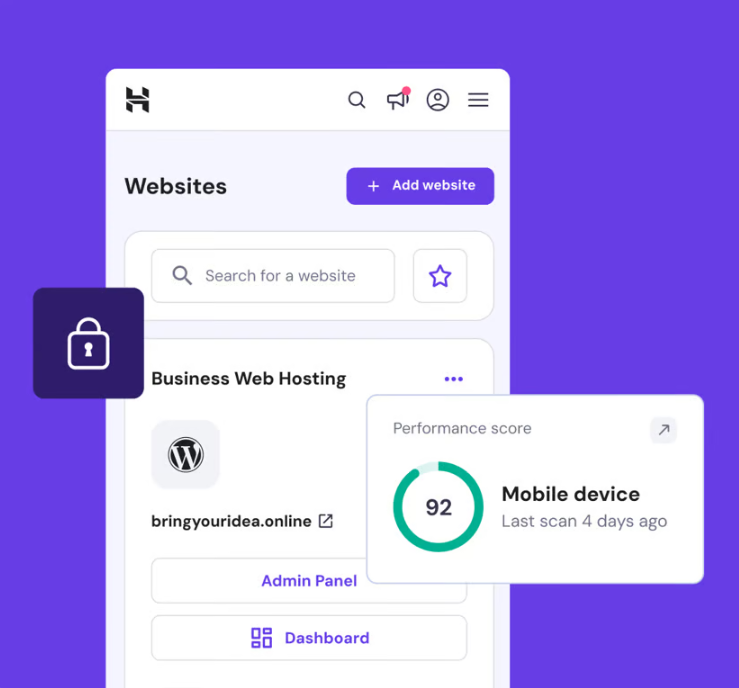 Websites
+ Add website
Search for a website
Business Web Hosting
Performance score
92
Mobile device
Last scan 4 days ago
bringyouridea.online
Admin Panel
Dashboard